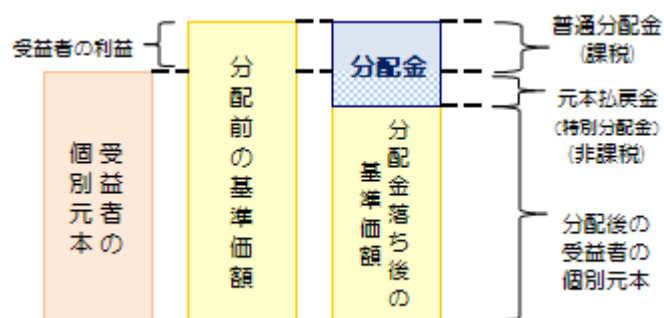 受益者の利益
受益者の
個別元本
分配前の基準価額
分配金
分配金落ち後の
基準価額
普通分配金
(課税)
元本払戻金
(特別分配金)
(非課税)
分配後の
受益者の
個別元本